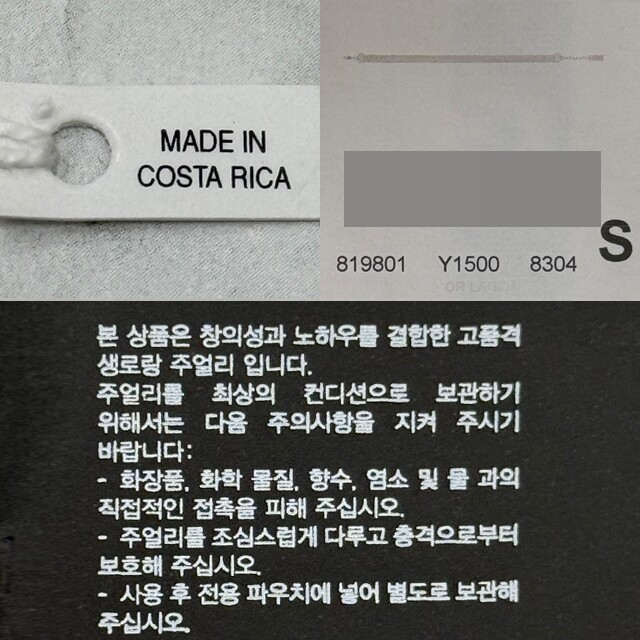 MADE IN
COSTA RICA
S
819801 Y1500 8304
본 상품은 창의성과 노하우를 결합한 고품격
생로랑 주얼리 입니다.
주얼리를 최상의 컨디션으로 보관하기
위해서는 다음 주의사항을 지켜 주시기
바랍니다:
- 화장품, 화학 물질, 향수, 염소 및 물 과의
직접적인 접촉을 피해 주십시오.
- 주얼리를 조심스럽게 다루고 충격으로부터
보호해 주십시오.
- 사용 후 전용 파우치에 넣어 별도로 보관해
주십시오.